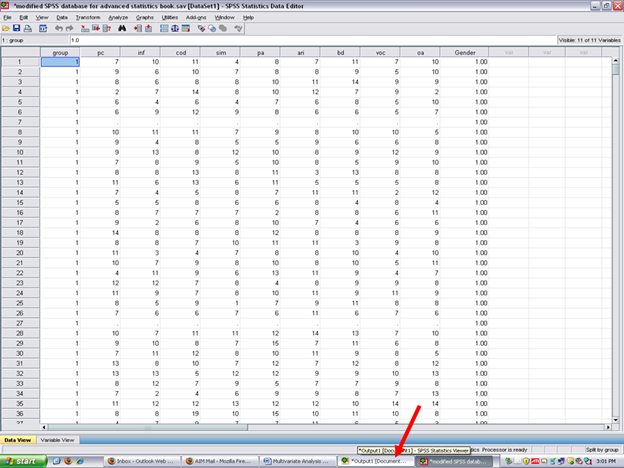 *modified SPSS database for advanced statistics book.sav [DataSet1] - SPSS Statistics Data Editor
File Edit View Data Transform Analyze Graphs Utilities Add-ons Window Help
1 : group 1.0 Visible: 11 of 11 Variables
group pc inf cod sim pa ari bd voc oa Gender var var var
1 1 7 10 11 4 8 7 11 7 10 1.00
2 1 9 6 10 7 8 8 9 5 10 1.00
3 1 8 6 8 8 10 11 14 9 9 1.00
4 1 2 7 14 8 10 12 7 9 2 1.00
5 1 6 4 6 4 7 6 8 5 10 1.00
6 1 6 9 12 9 8 6 6 5 7 1.00
7 1 . . . . . . . . . 1.00
8 1 10 11 11 7 9 8 10 10 5 1.00
9 1 9 4 8 5 5 9 6 6 8 1.00
10 1 9 13 8 12 10 8 9 12 9 1.00
11 1 7 8 9 5 10 8 5 9 10 1.00
12 1 8 8 13 8 11 3 13 8 8 1.00
13 1 11 6 13 6 11 5 5 5 8 1.00
14 1 7 4 5 8 7 11 11 2 12 1.00
15 1 5 5 8 6 6 8 4 8 4 1.00
16 1 8 7 7 7 2 8 8 6 11 1.00
17 1 9 2 6 8 10 7 4 6 6 1.00
18 1 14 8 8 8 12 8 8 8 9 1.00
19 1 8 8 7 10 11 11 3 9 8 1.00
20 1 11 3 4 7 8 8 10 4 10 1.00
21 1 10 7 9 8 10 8 10 5 11 1.00
22 1 4 11 9 6 13 11 9 4 7 1.00
23 1 12 12 7 8 4 8 9 9 8 1.00
24 1 11 9 7 8 10 11 9 11 9 1.00
25 1 8 5 9 1 7 9 11 8 8 1.00
26 1 7 6 6 7 6 11 6 7 6 1.00
27 1 . . . . . . . . . 1.00
28 1 10 7 11 11 12 14 13 7 10 1.00
29 1 9 10 8 7 15 7 11 6 8 1.00
30 1 7 11 12 8 10 11 9 8 5 1.00
31 1 13 8 10 7 12 7 12 8 12 1.00
32 1 13 13 5 12 12 9 9 10 13 1.00
33 1 8 12 7 9 5 7 7 9 8 1.00
34 1 7 2 4 6 9 9 8 7 13 1.00
35 1 11 12 12 13 12 12 10 14 14 1.00
36 1 8 8 19 10 15 10 11 10 8 1.00
37
Data View Variable View
*Output1 [Document1] - SPSS Statistics Viewer Processor is ready Split by group
start Inbox - Outlook Web ... AIM Mail - Mozilla Fire... Multivariate Analysis ... *Output1 [Document... *modified SPSS datab... 3:01 PM